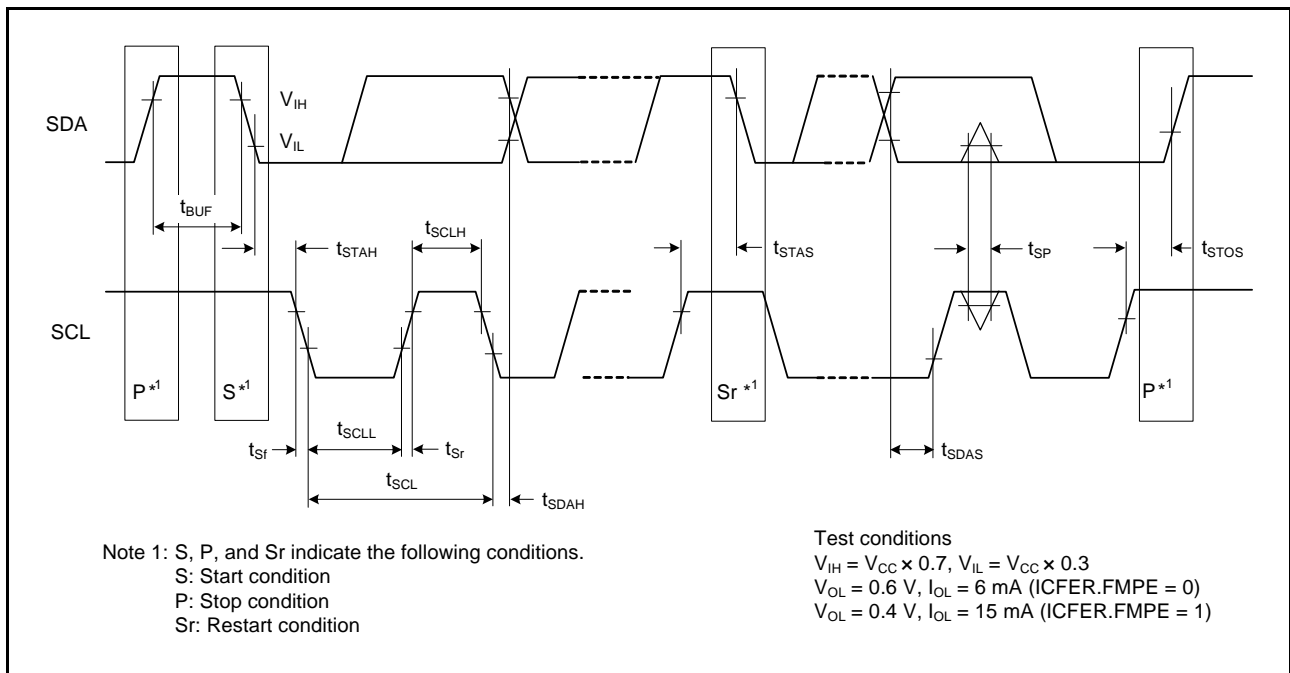 SDA
V_IH
V_IL
t_BUF
t_STAH
t_SCLH
t_STAS
t_SP
t_STOS
SCL
P*¹
S*¹
Sr*¹
P*¹
t_Sf
t_SCLL
t_Sr
t_SCL
t_SDAH
t_SDAS
Note 1: S, P, and Sr indicate the following conditions.
S: Start condition
P: Stop condition
Sr: Restart condition
Test conditions
V_IH = V_CC × 0.7, V_IL = V_CC × 0.3
V_OL = 0.6 V, I_OL = 6 mA (ICFER.FMPE = 0)
V_OL = 0.4 V, I_OL = 15 mA (ICFER.FMPE = 1)